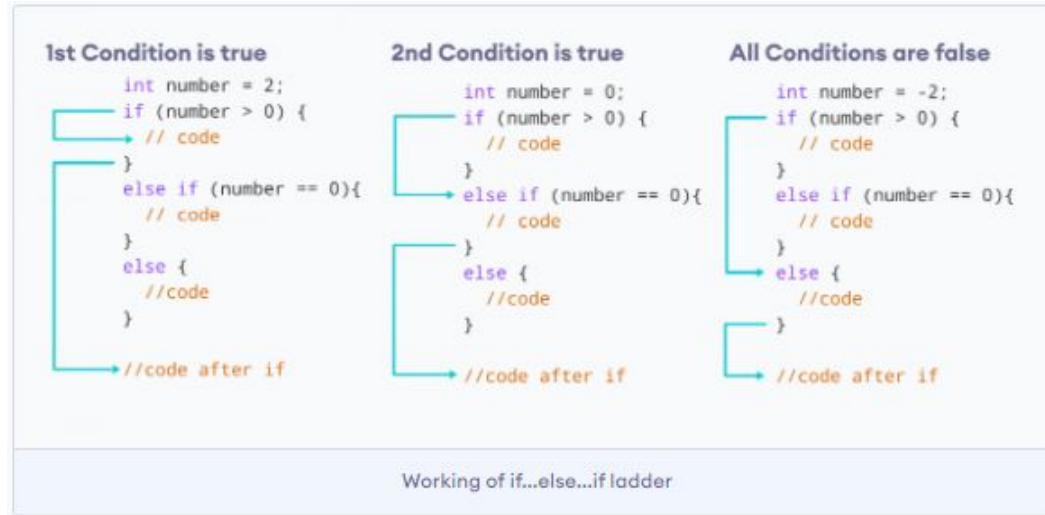 1st Condition is true
int number = 2;
if (number > 0) {
// code
}
else if (number == 0){
// code
}
else {
//code
}
//code after if
2nd Condition is true
int number = 0;
if (number > 0) {
// code
}
else if (number == 0){
// code
}
else {
//code
}
//code after if
All Conditions are false
int number = -2;
if (number > 0) {
// code
}
else if (number == 0){
// code
}
else {
//code
}
//code after if
Working of if...else...if ladder